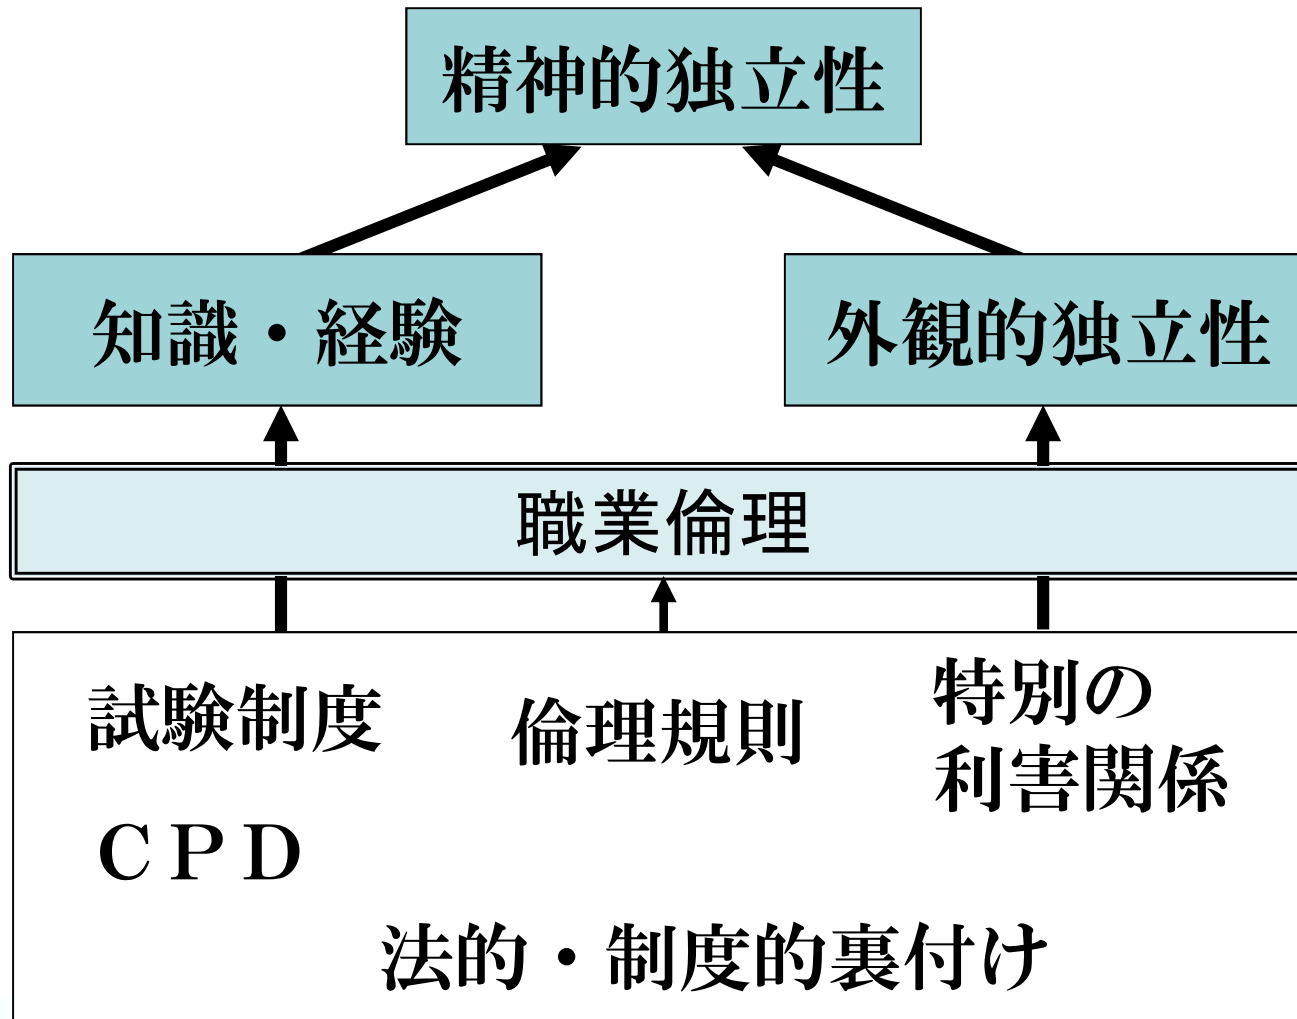 精神的独立性
知識・経験
外観的独立性
職業倫理
試験制度
倫理規則
特別の
利害関係
ＣＰＤ
法的・制度的裏付け